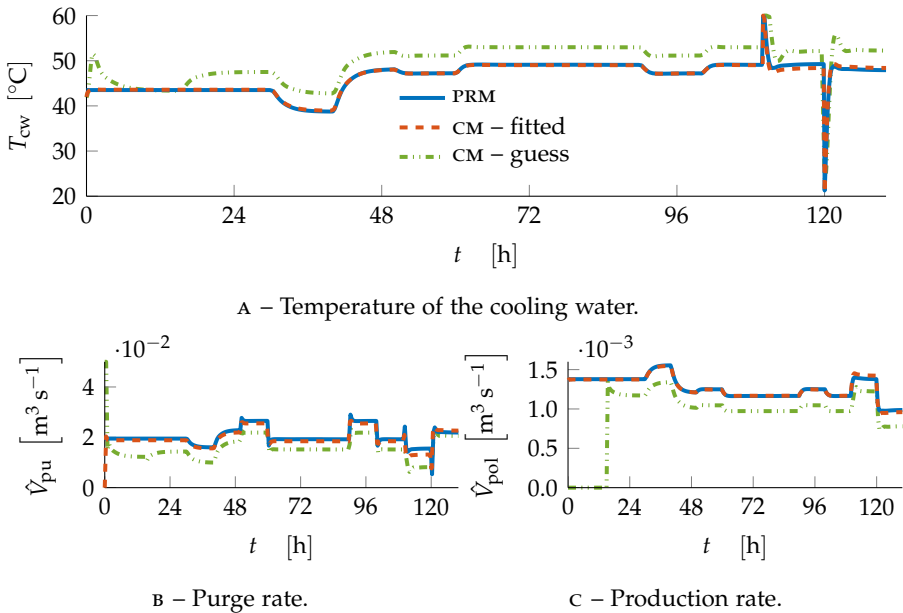 60
50
40
30
20
T_cw [°C]
PRM
CM – fitted
CM – guess
0 24 48 72 96 120
t [h]
A – Temperature of the cooling water.
·10⁻²
4
2
0
V̂_pu [m³ s⁻¹]
0 24 48 72 96 120
t [h]
B – Purge rate.
·10⁻³
1.5
1.0
0.5
0.0
V̂_pol [m³ s⁻¹]
0 24 48 72 96 120
t [h]
C – Production rate.